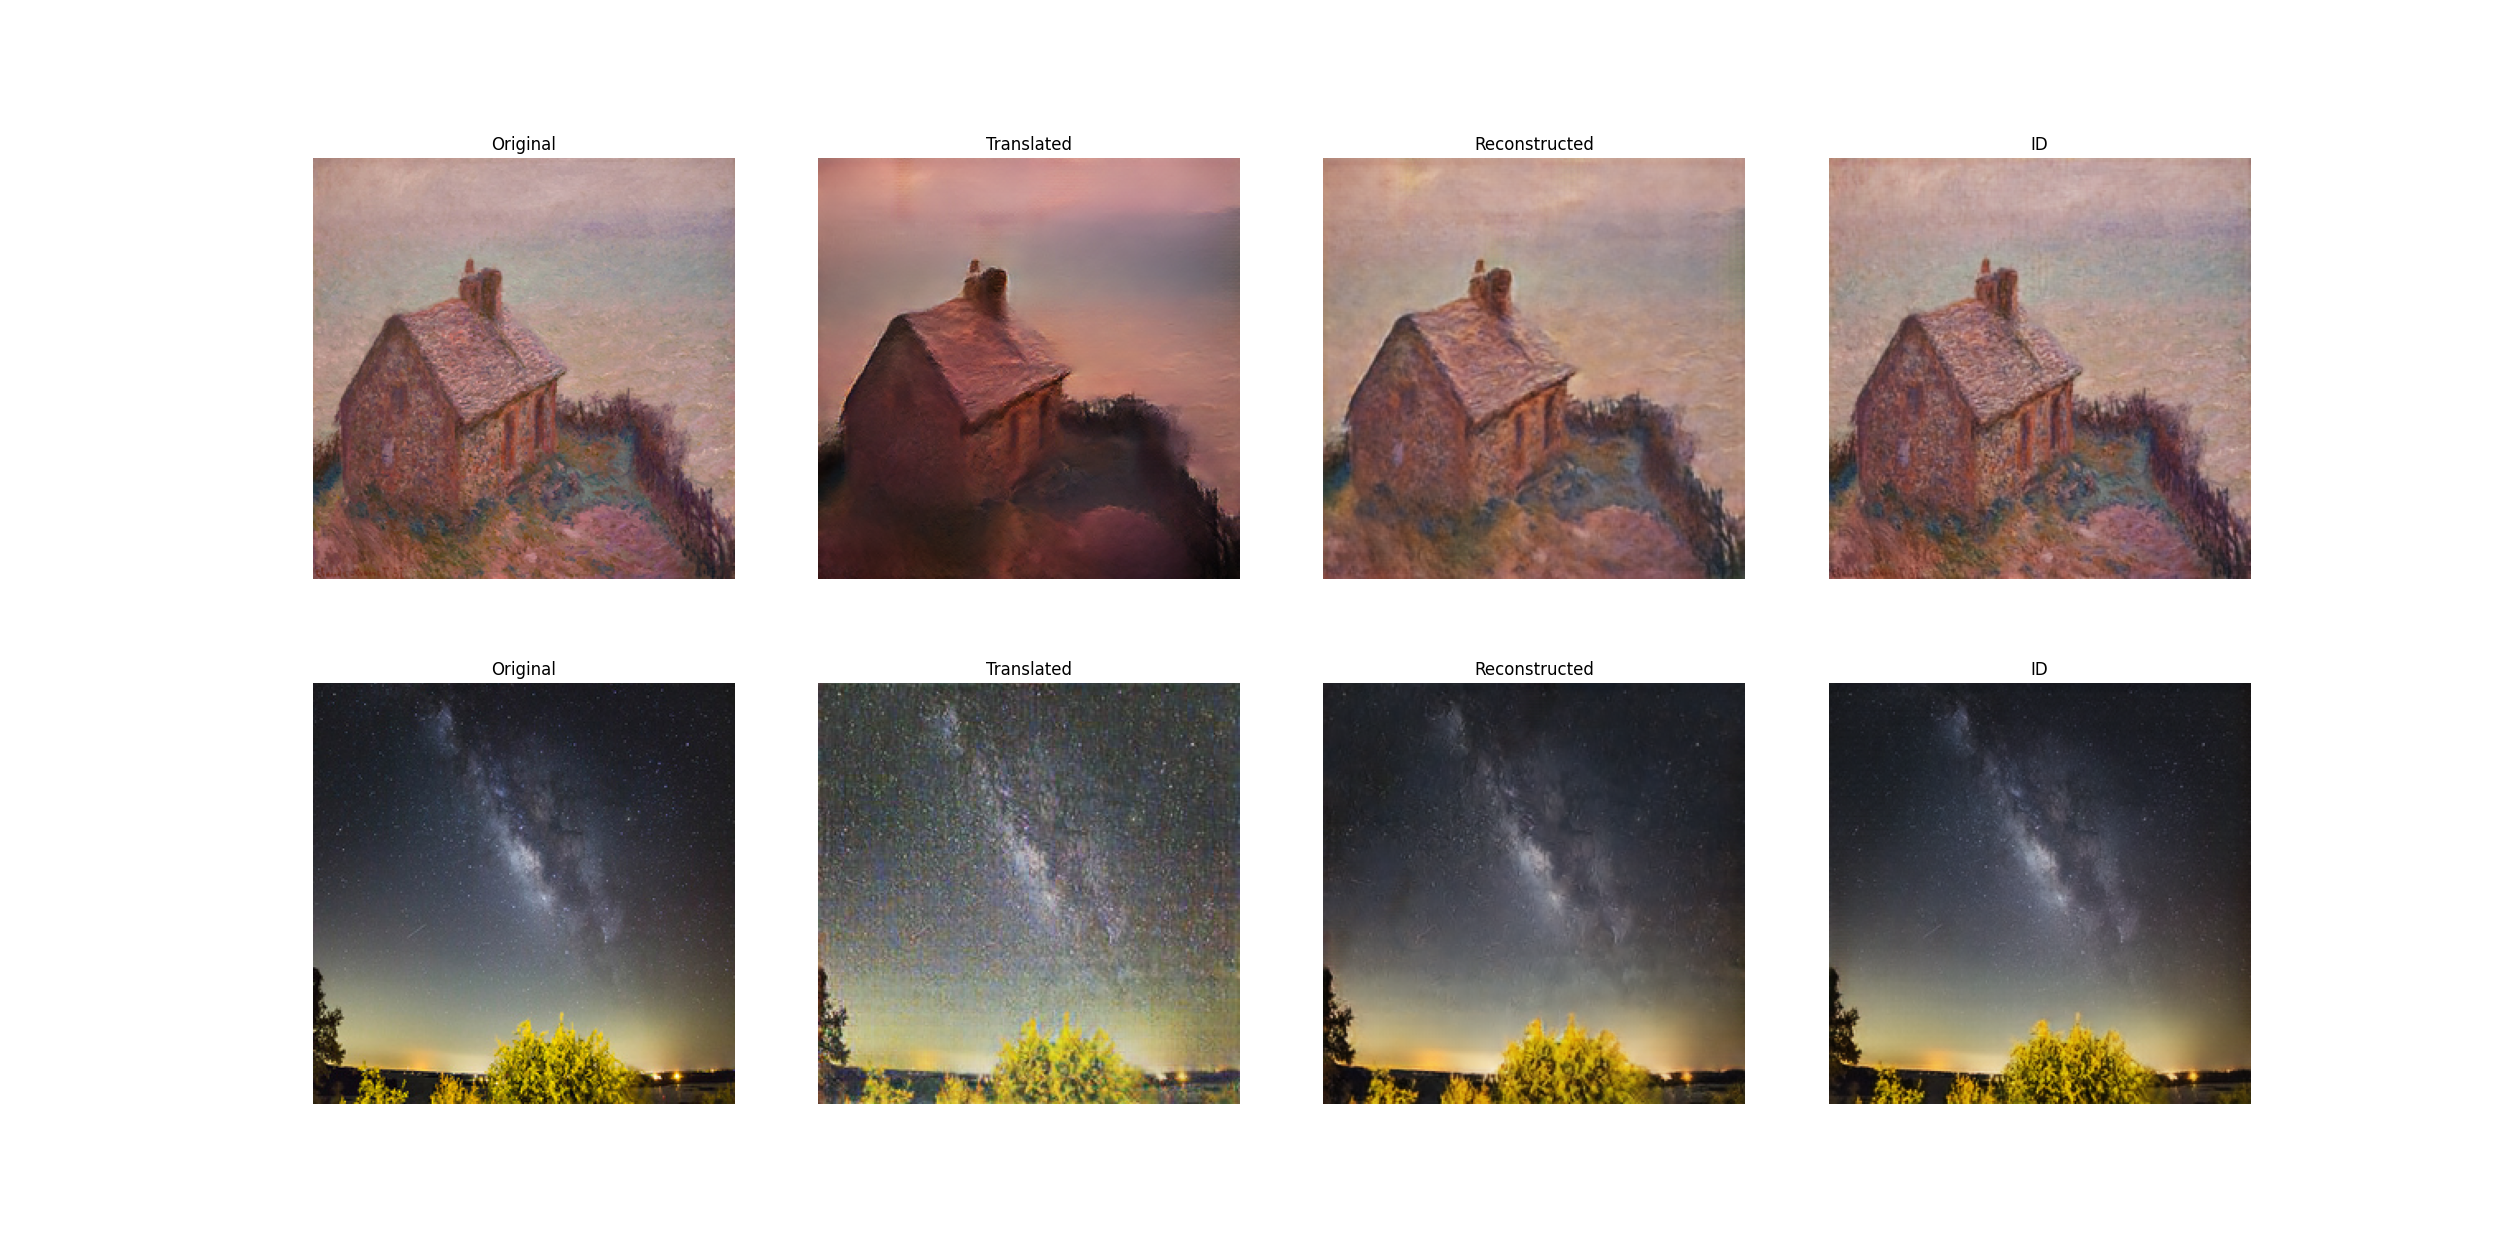 Original
Translated
Reconstructed
ID
Original
Translated
Reconstructed
ID